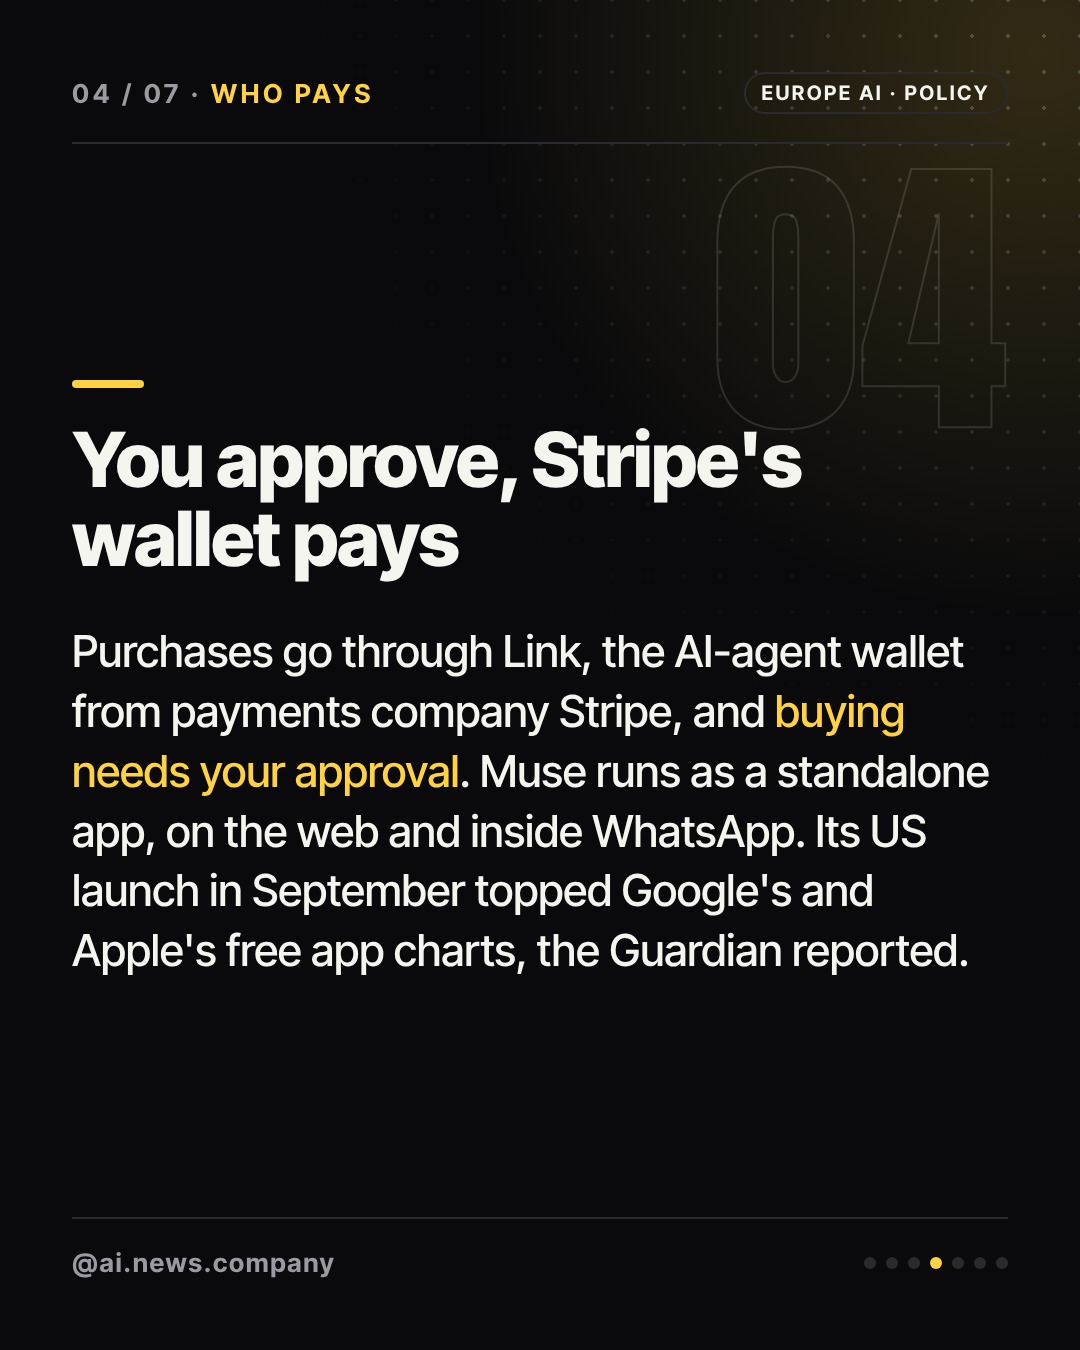 04 / 07 · WHO PAYS
EUROPE AI · POLICY
04
You approve, Stripe's
wallet pays
Purchases go through Link, the AI-agent wallet
from payments company Stripe, and buying
needs your approval. Muse runs as a standalone
app, on the web and inside WhatsApp. Its US
launch in September topped Google's and
Apple's free app charts, the Guardian reported.
@ai.news.company